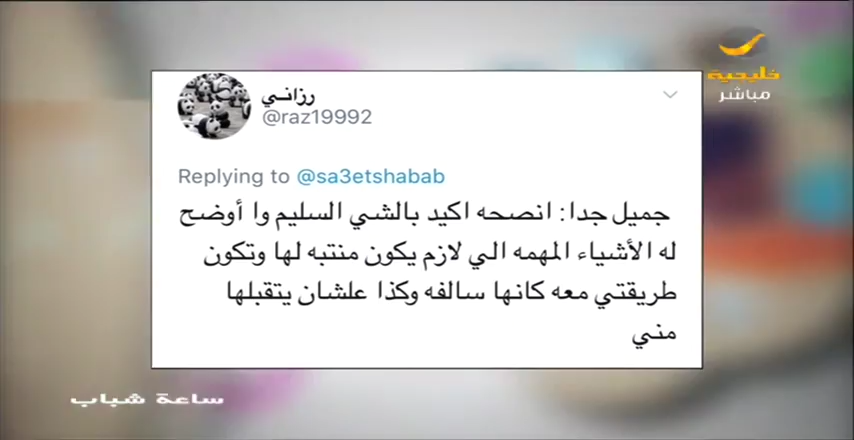 خليجية
مباشر
رزاني
@raz19992
Replying to @sa3etshabab
جميل جدا: انصحه اكيد بالشي السليم وا أوضح
له الأشياء المهمه الي لازم يكون منتبه لها وتكون
طريقتي معه كانها سالفه وكذا علشان يتقبلها
مني
ساعة شباب